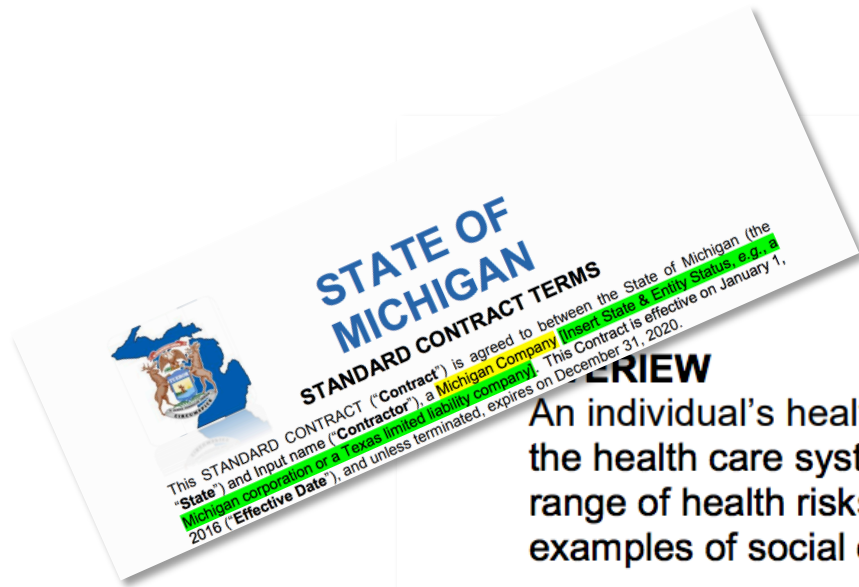 STATE OF
MICHIGAN
STANDARD CONTRACT TERMS
This STANDARD CONTRACT (“Contract”) is agreed to between the State of Michigan (the
“State”) and Input name (“Contractor”), a Michigan Company [Insert State & Entity Status, e.g., a
Michigan corporation or a Texas limited liability company]. This Contract is effective on January 1,
2016 (“Effective Date”), and unless terminated, expires on December 31, 2020.
ERIEW
An individual’s heal
the health care syst
range of health risks
examples of social